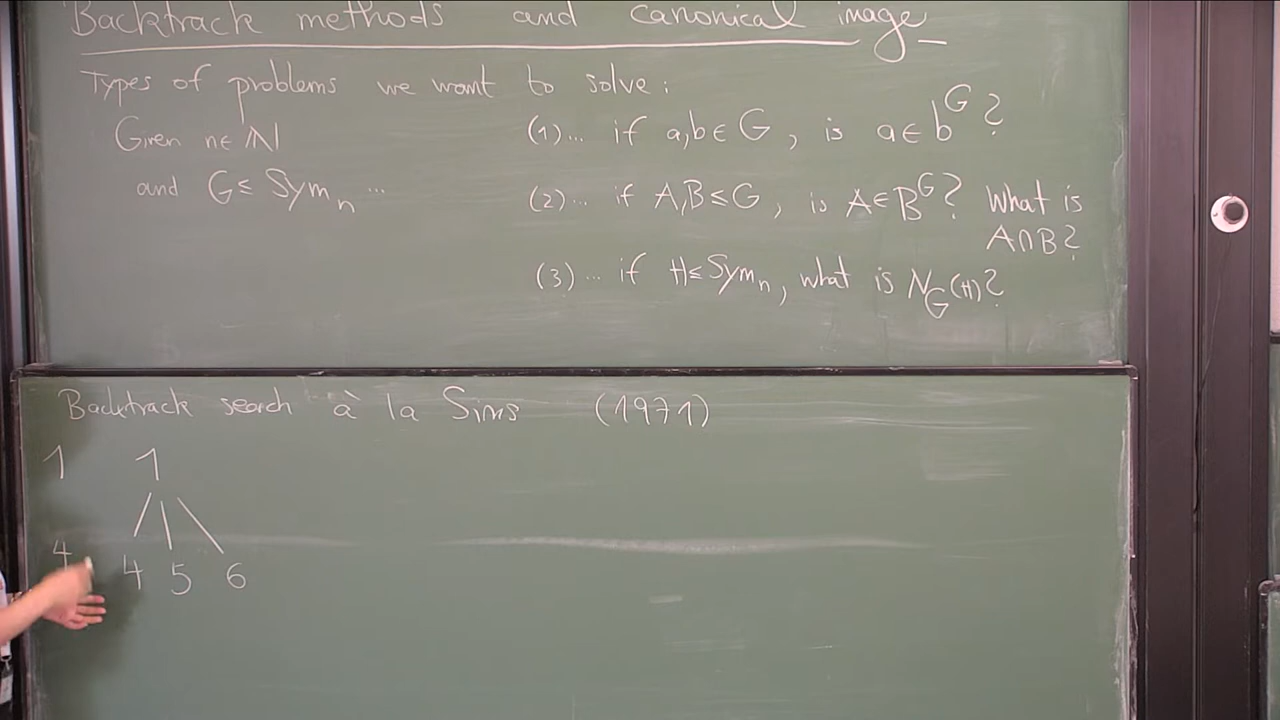 Backtrack methods and canonical image
Types of problems we want to solve:
Given n∈ℕ
and G≤ Sym_n ...
(1)... if a,b∈G, is a∈b^G?
(2)... if A,B≤G, is A∈B^G? What is
A∩B?
(3)... if H≤Sym_n, what is N_G(H)?
Backtrack search à la Sims (1971)
1 1
4 4 5 6